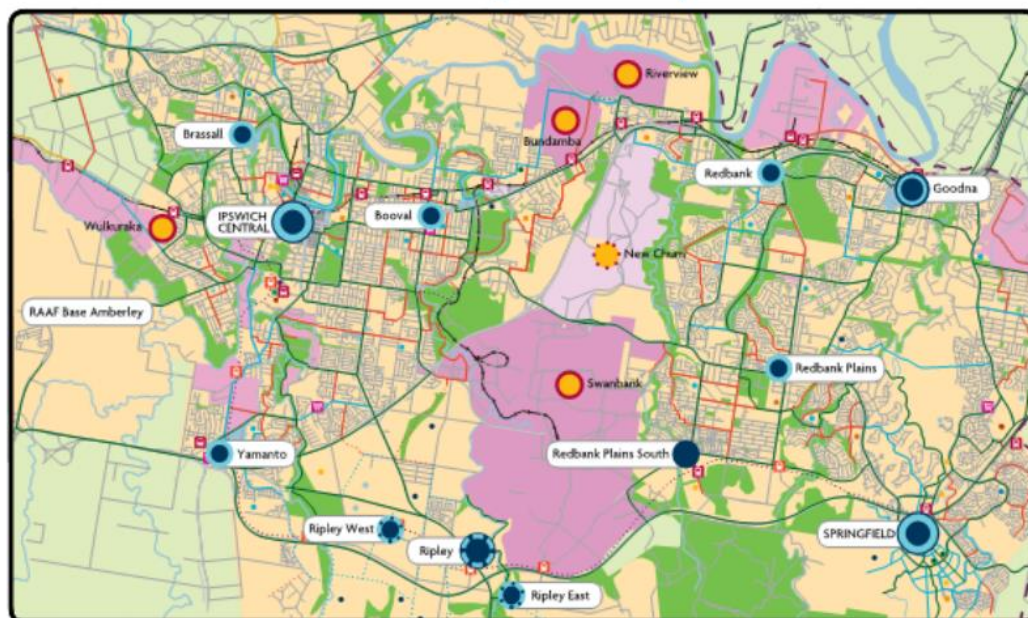 Riverview
Bundamba
Brassall
Redbank
Goodna
IPSWICH
CENTRAL
Booval
Wulkuraka
New Chum
RAAF Base Amberley
Redbank Plains
Swanbank
Yamanto
Redbank Plains South
Ripley West
Ripley
SPRINGFIELD
Ripley East